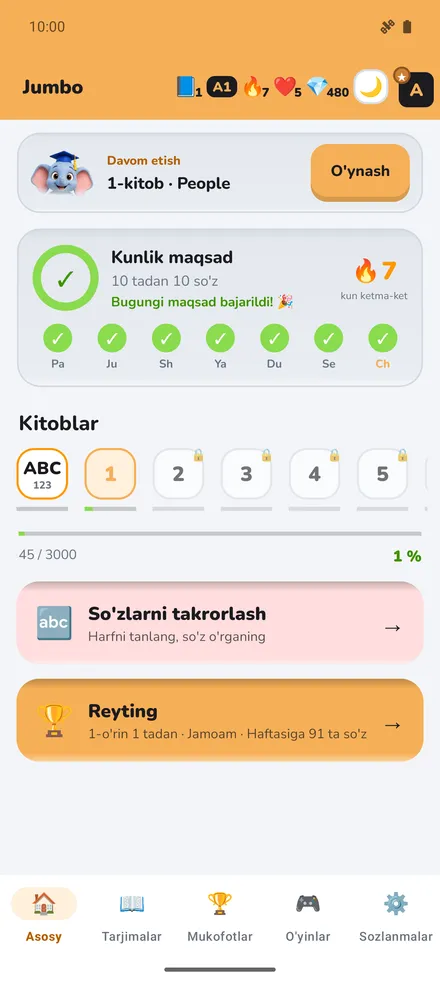 10:00
Jumbo
1
A1
7
5
480
A
Davom etish
1-kitob · People
O'ynash
Kunlik maqsad
10 tadan 10 so'z
Bugungi maqsad bajarildi!
7
kun ketma-ket
Pa Ju Sh Ya Du Se Ch
Kitoblar
ABC
123
1 2 3 4 5
45 / 3000
1 %
abc
So'zlarni takrorlash
Harfni tanlang, so'z o'rganing
→
Reyting
1-o'rin 1 tadan · Jamoam · Haftasiga 91 ta so'z
→
Asosy Tarjimalar Mukofotlar O'yinlar Sozlanmalar